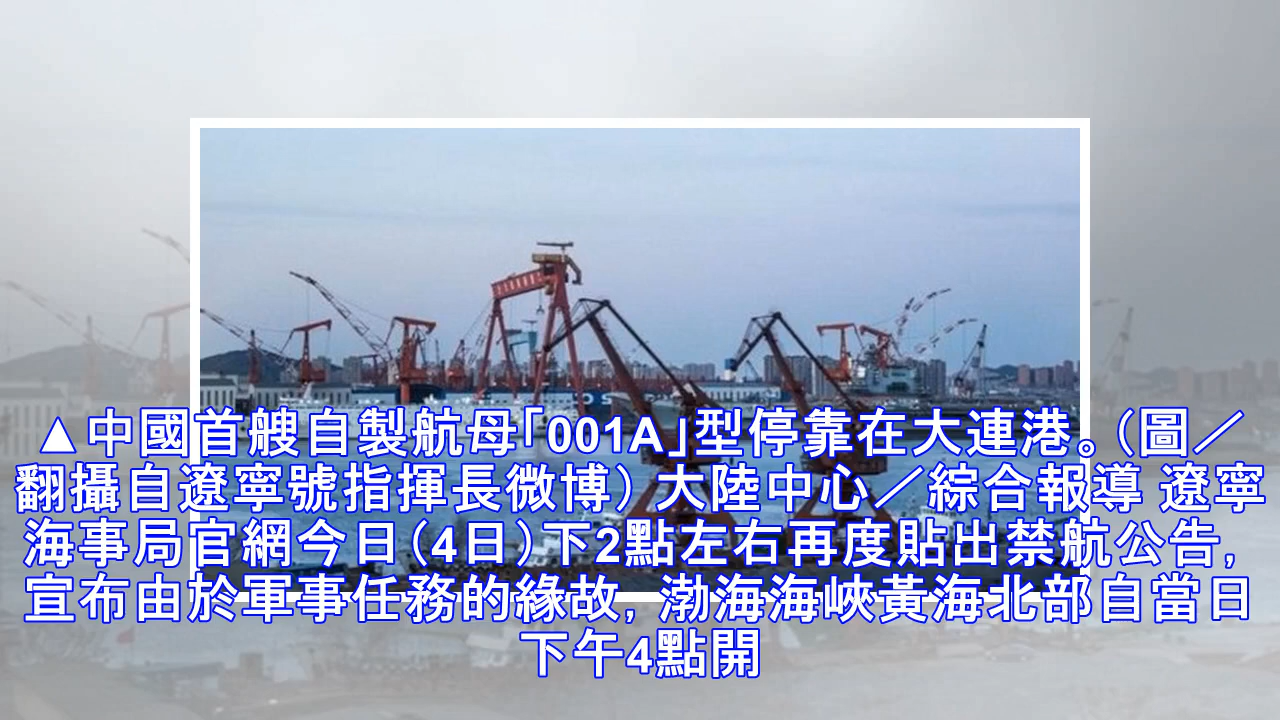 ▲中國首艘自製航母「001A」型停靠在大連港。(圖／
翻攝自遼寧號指揮長微博) 大陸中心／綜合報導 遼寧
海事局官網今日(4日)下2點左右再度貼出禁航公告,
宣布由於軍事任務的緣故, 渤海海峽黃海北部自當日
下午4點開